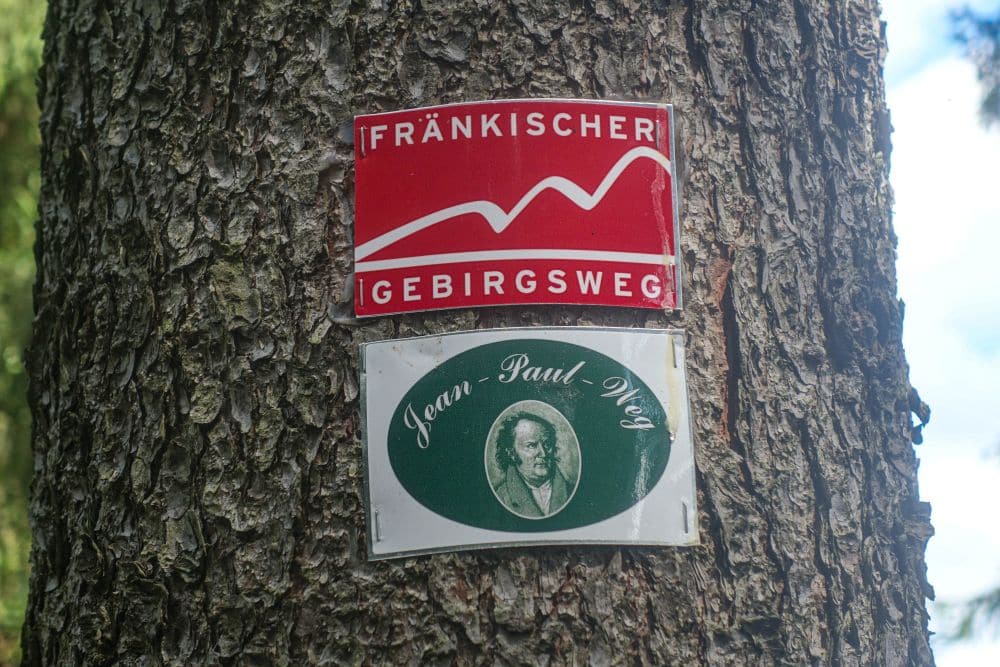 FRÄNKISCHER
GEBIRGSWEG
Jean - Paul - Weg